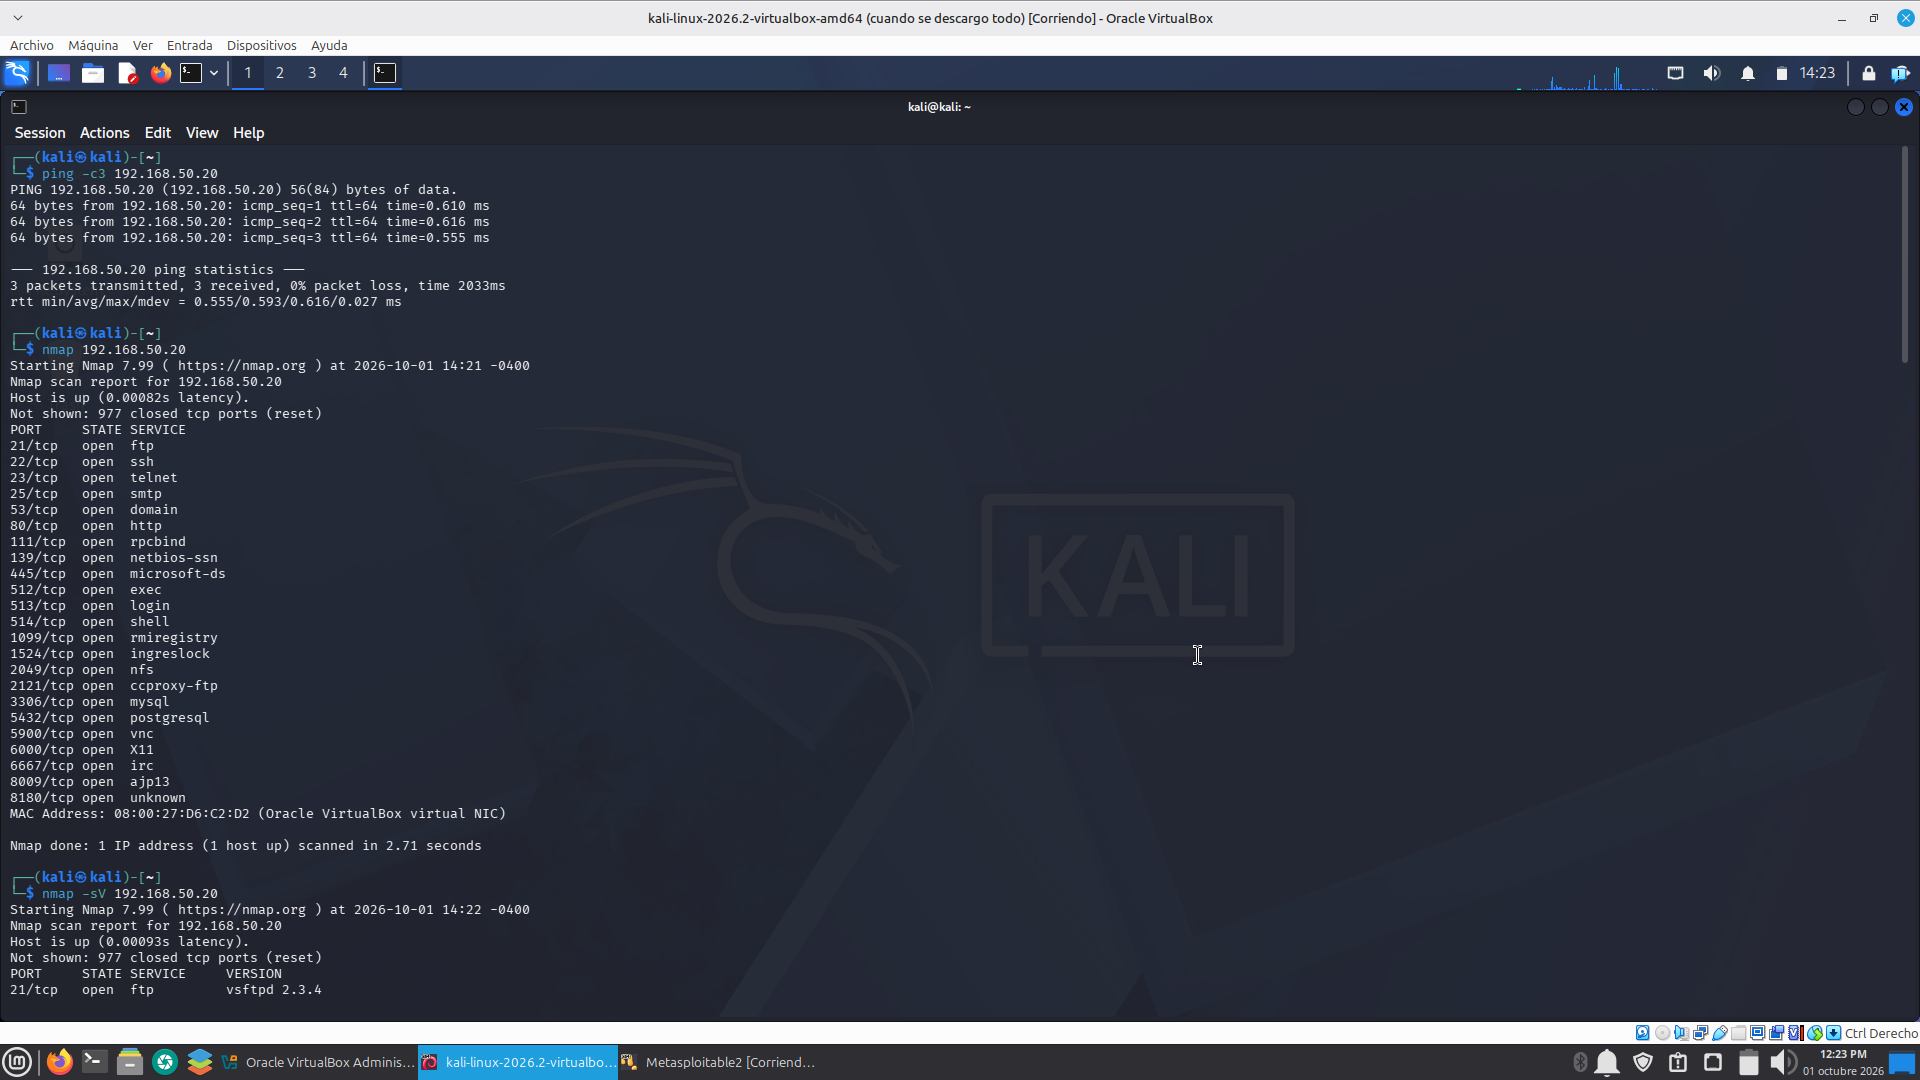 kali-linux-2026.2-virtualbox-amd64 (cuando se descargo todo) [Corriendo] - Oracle VirtualBox
Archivo Máquina Ver Entrada Dispositivos Ayuda
1 2 3 4 14:23
kali@kali: ~
Session Actions Edit View Help
┌──(kali㉿kali)-[~]
└─$ ping -c3 192.168.50.20
PING 192.168.50.20 (192.168.50.20) 56(84) bytes of data.
64 bytes from 192.168.50.20: icmp_seq=1 ttl=64 time=0.610 ms
64 bytes from 192.168.50.20: icmp_seq=2 ttl=64 time=0.616 ms
64 bytes from 192.168.50.20: icmp_seq=3 ttl=64 time=0.555 ms
--- 192.168.50.20 ping statistics ---
3 packets transmitted, 3 received, 0% packet loss, time 2033ms
rtt min/avg/max/mdev = 0.555/0.593/0.616/0.027 ms
┌──(kali㉿kali)-[~]
└─$ nmap 192.168.50.20
Starting Nmap 7.99 ( https://nmap.org ) at 2026-10-01 14:21 -0400
Nmap scan report for 192.168.50.20
Host is up (0.00082s latency).
Not shown: 977 closed tcp ports (reset)
PORT     STATE SERVICE
21/tcp   open  ftp
22/tcp   open  ssh
23/tcp   open  telnet
25/tcp   open  smtp
53/tcp   open  domain
80/tcp   open  http
111/tcp  open  rpcbind
139/tcp  open  netbios-ssn
445/tcp  open  microsoft-ds
512/tcp  open  exec
513/tcp  open  login
514/tcp  open  shell
1099/tcp open  rmiregistry
1524/tcp open  ingreslock
2049/tcp open  nfs
2121/tcp open  ccproxy-ftp
3306/tcp open  mysql
5432/tcp open  postgresql
5900/tcp open  vnc
6000/tcp open  X11
6667/tcp open  irc
8009/tcp open  ajp13
8180/tcp open  unknown
MAC Address: 08:00:27:D6:C2:D2 (Oracle VirtualBox virtual NIC)
Nmap done: 1 IP address (1 host up) scanned in 2.71 seconds
┌──(kali㉿kali)-[~]
└─$ nmap -sV 192.168.50.20
Starting Nmap 7.99 ( https://nmap.org ) at 2026-10-01 14:22 -0400
Nmap scan report for 192.168.50.20
Host is up (0.00093s latency).
Not shown: 977 closed tcp ports (reset)
PORT     STATE SERVICE     VERSION
21/tcp   open  ftp         vsftpd 2.3.4
KALI
Ctrl Derecho
Oracle VirtualBox Adminis... kali-linux-2026.2-virtualbo... Metasploitable2 [Corriend... 12:23 PM
01 octubre 2026